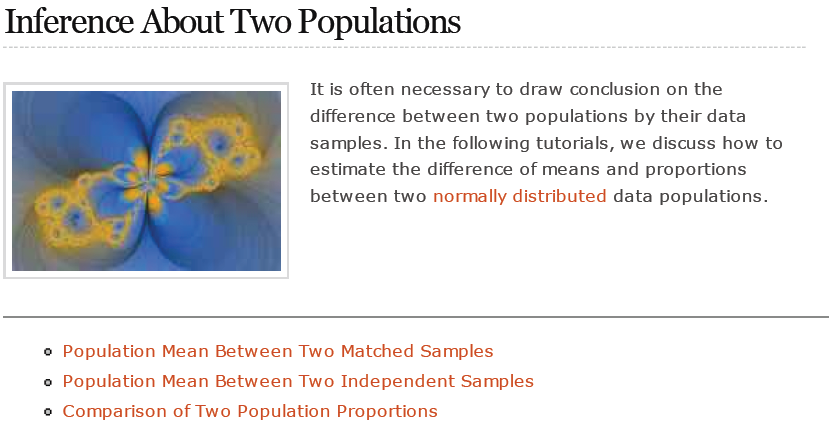 Inference About Two Populations
It is often necessary to draw conclusion on the
difference between two populations by their data
samples. In the following tutorials, we discuss how to
estimate the difference of means and proportions
between two normally distributed data populations.
Population Mean Between Two Matched Samples
Population Mean Between Two Independent Samples
Comparison of Two Population Proportions